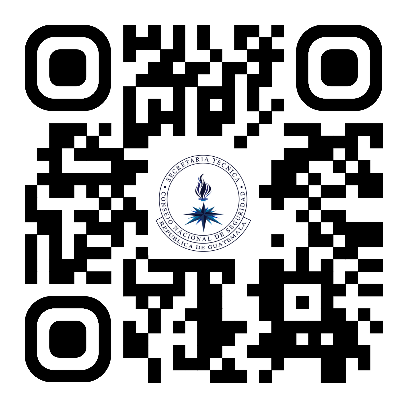 SECRETARÍA TÉCNICA
CONSEJO NACIONAL DE SEGURIDAD
REPÚBLICA DE GUATEMALA